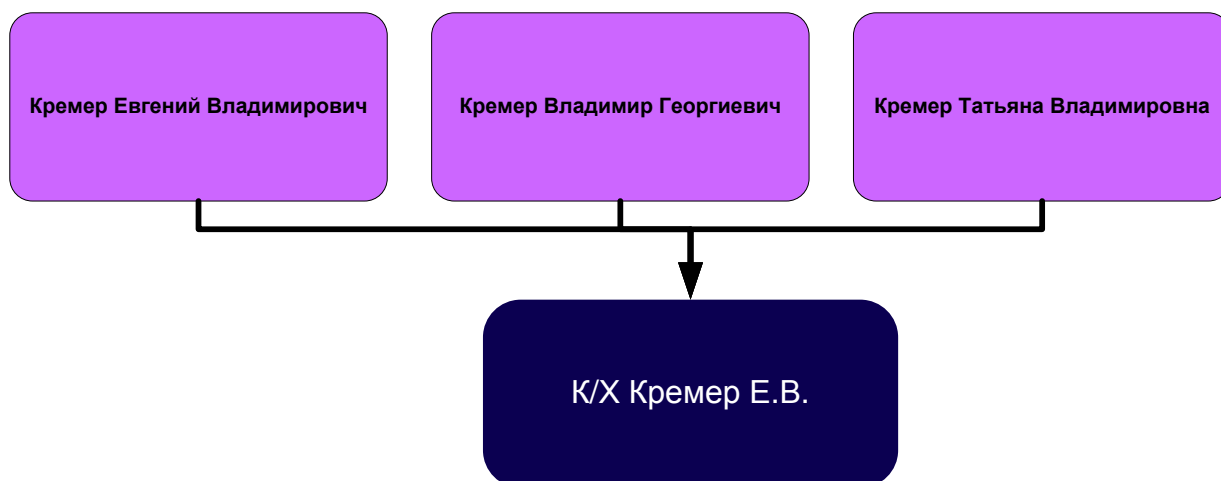 Кремер Евгений Владимирович
Кремер Владимир Георгиевич
Кремер Татьяна Владимировна
К/Х Кремер Е.В.